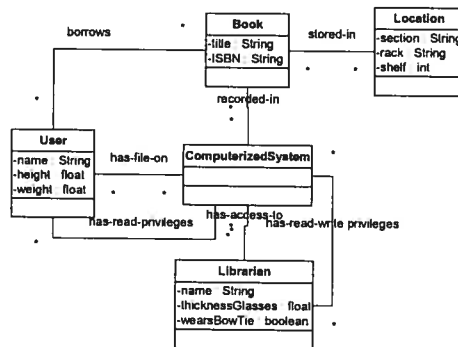 Book
-title : String
-ISBN : String
Location
-section : String
-rack : String
-shelf : int
borrows
stored-in
recorded-in
User
-name : String
-height : float
-weight : float
has-file-on
ComputerizedSystem
has-read-privileges
has-access-to
has-read-write privileges
Librarian
-name : String
-thicknessGlasses : float
-wearsBowTie : boolean